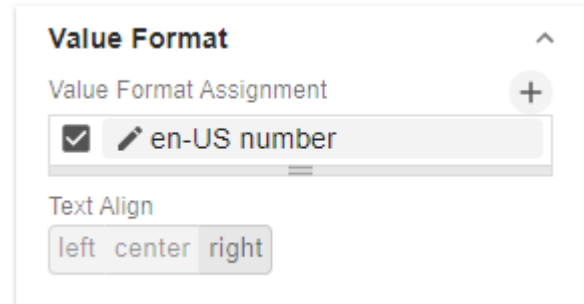 Value Format
Value Format Assignment
en-US number
Text Align
left center right